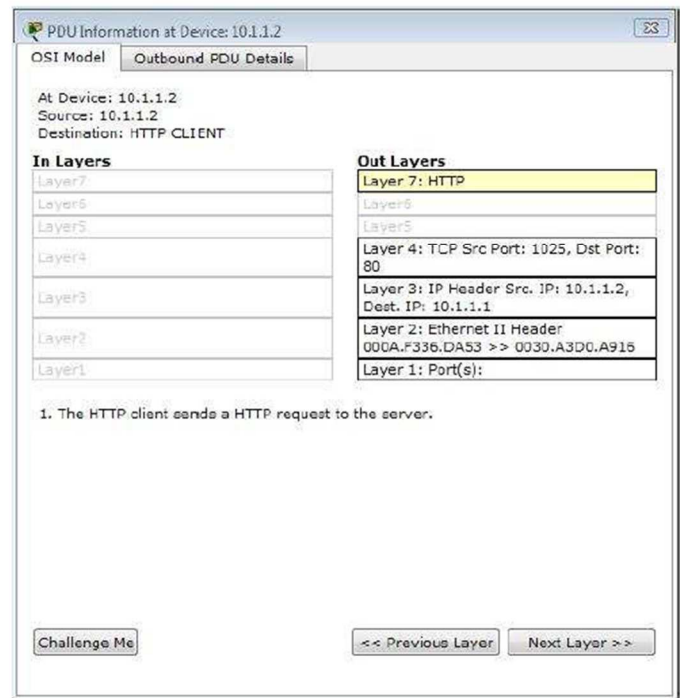 PDU Information at Device: 10.1.1.2
OSI Model
Outbound PDU Details
At Device: 10.1.1.2
Source: 10.1.1.2
Destination: HTTP CLIENT
In Layers
Layer7
Layer6
Layer5
Layer4
Layer3
Layer2
Layer1
Out Layers
Layer 7: HTTP
Layer6
Layer5
Layer 4: TCP Src Port: 1025, Dst Port:
80
Layer 3: IP Header Src. IP: 10.1.1.2,
Dest. IP: 10.1.1.1
Layer 2: Ethernet II Header
000A.F336.DA53 >> 0030.A3D0.A916
Layer 1: Port(s):
1. The HTTP client sends a HTTP request to the server.
Challenge Me
<< Previous Layer
Next Layer >>